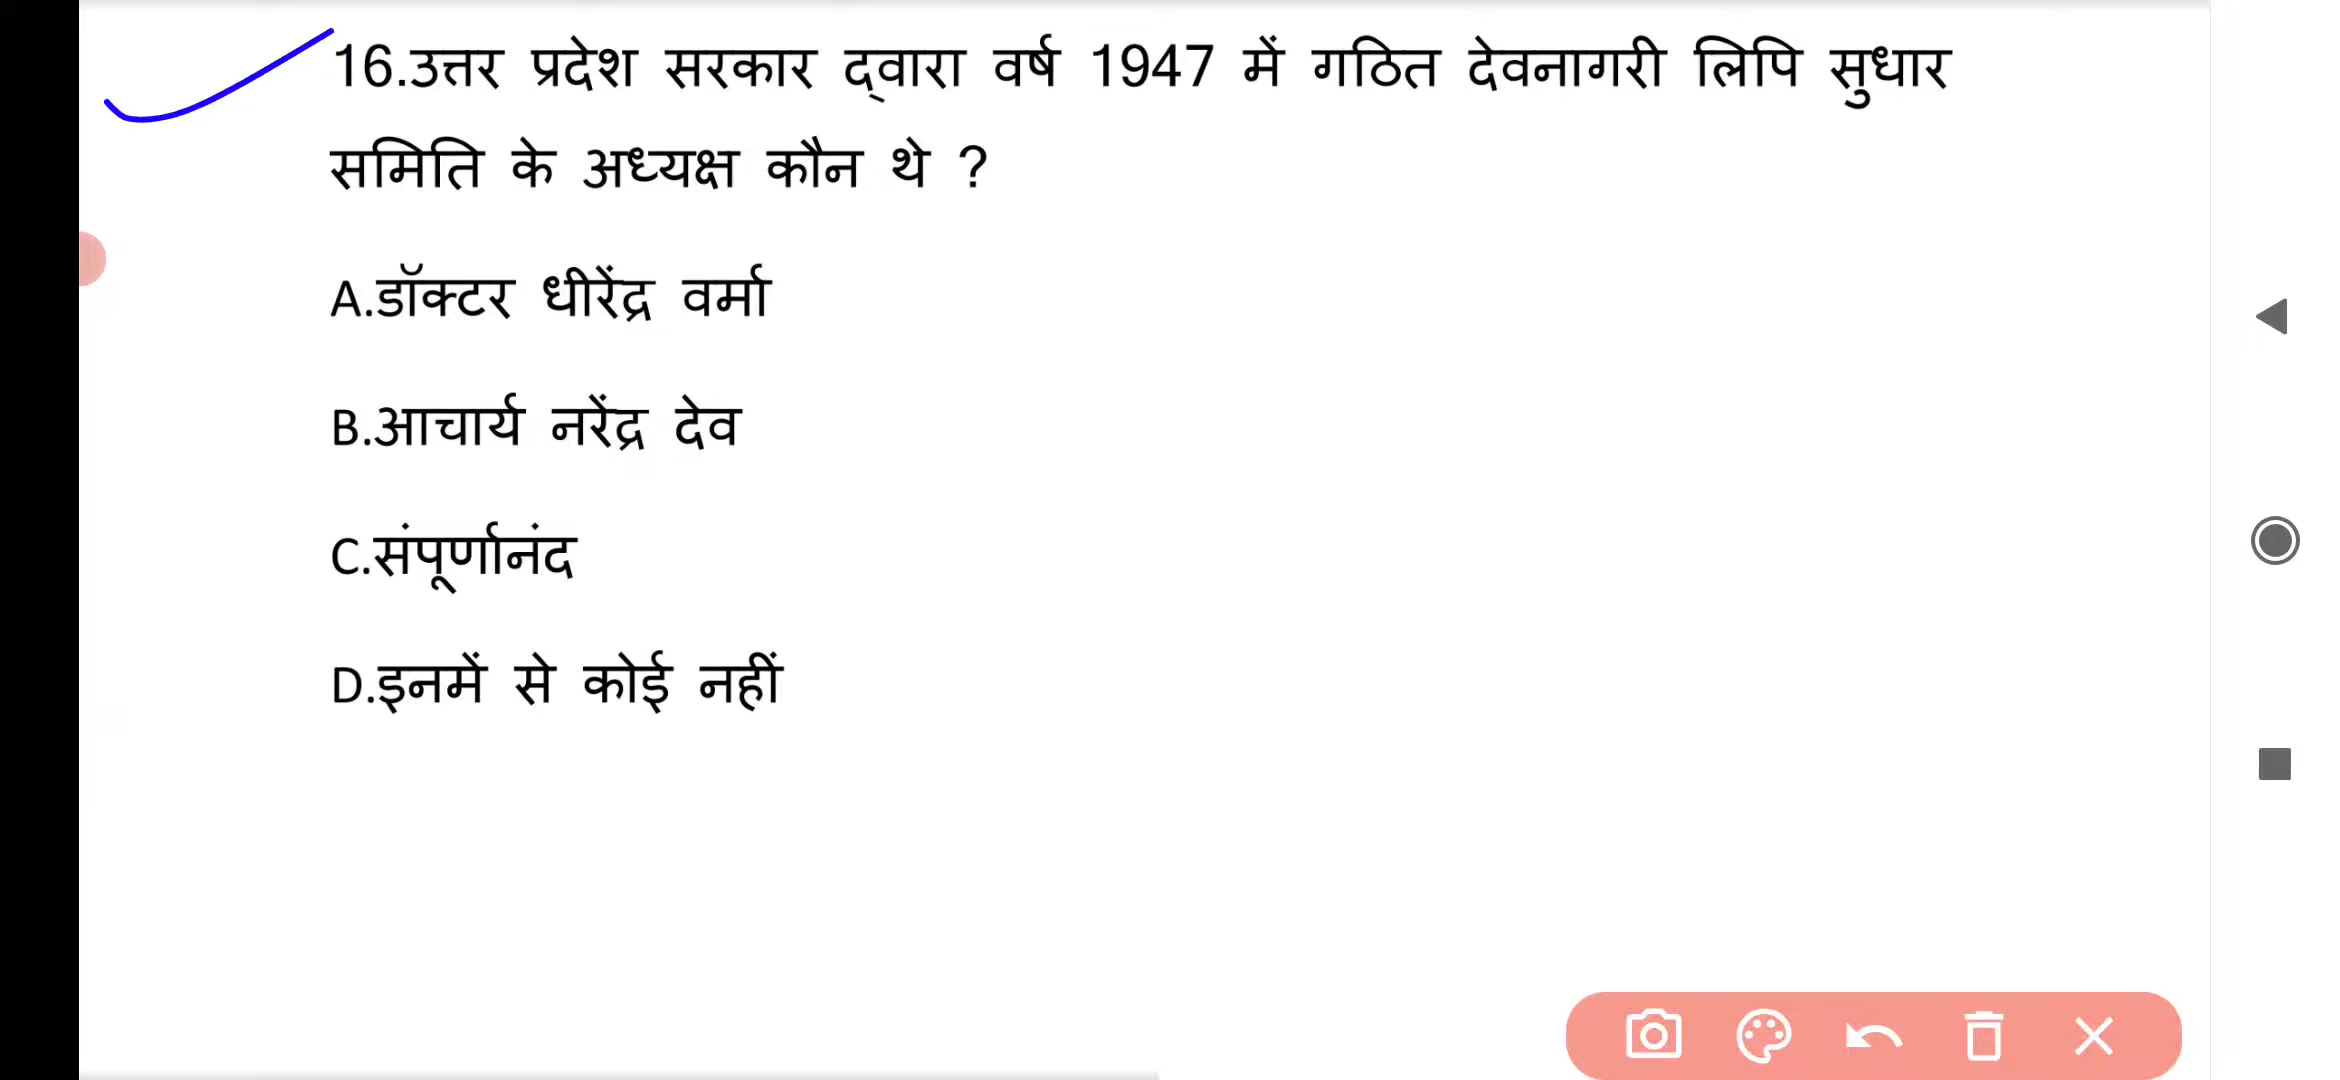 16.उत्तर प्रदेश सरकार द्वारा वर्ष 1947 में गठित देवनागरी लिपि सुधार
समिति के अध्यक्ष कौन थे ?
A.डॉक्टर धीरेंद्र वर्मा
B.आचार्य नरेंद्र देव
C.संपूर्णानंद
D.इनमें से कोई नहीं